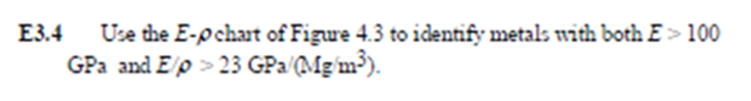 E3.4 Use the E-ρ chart of Figure 4.3 to identify metals with both E > 100
GPa and E/ρ > 23 GPa/(Mg/m³).